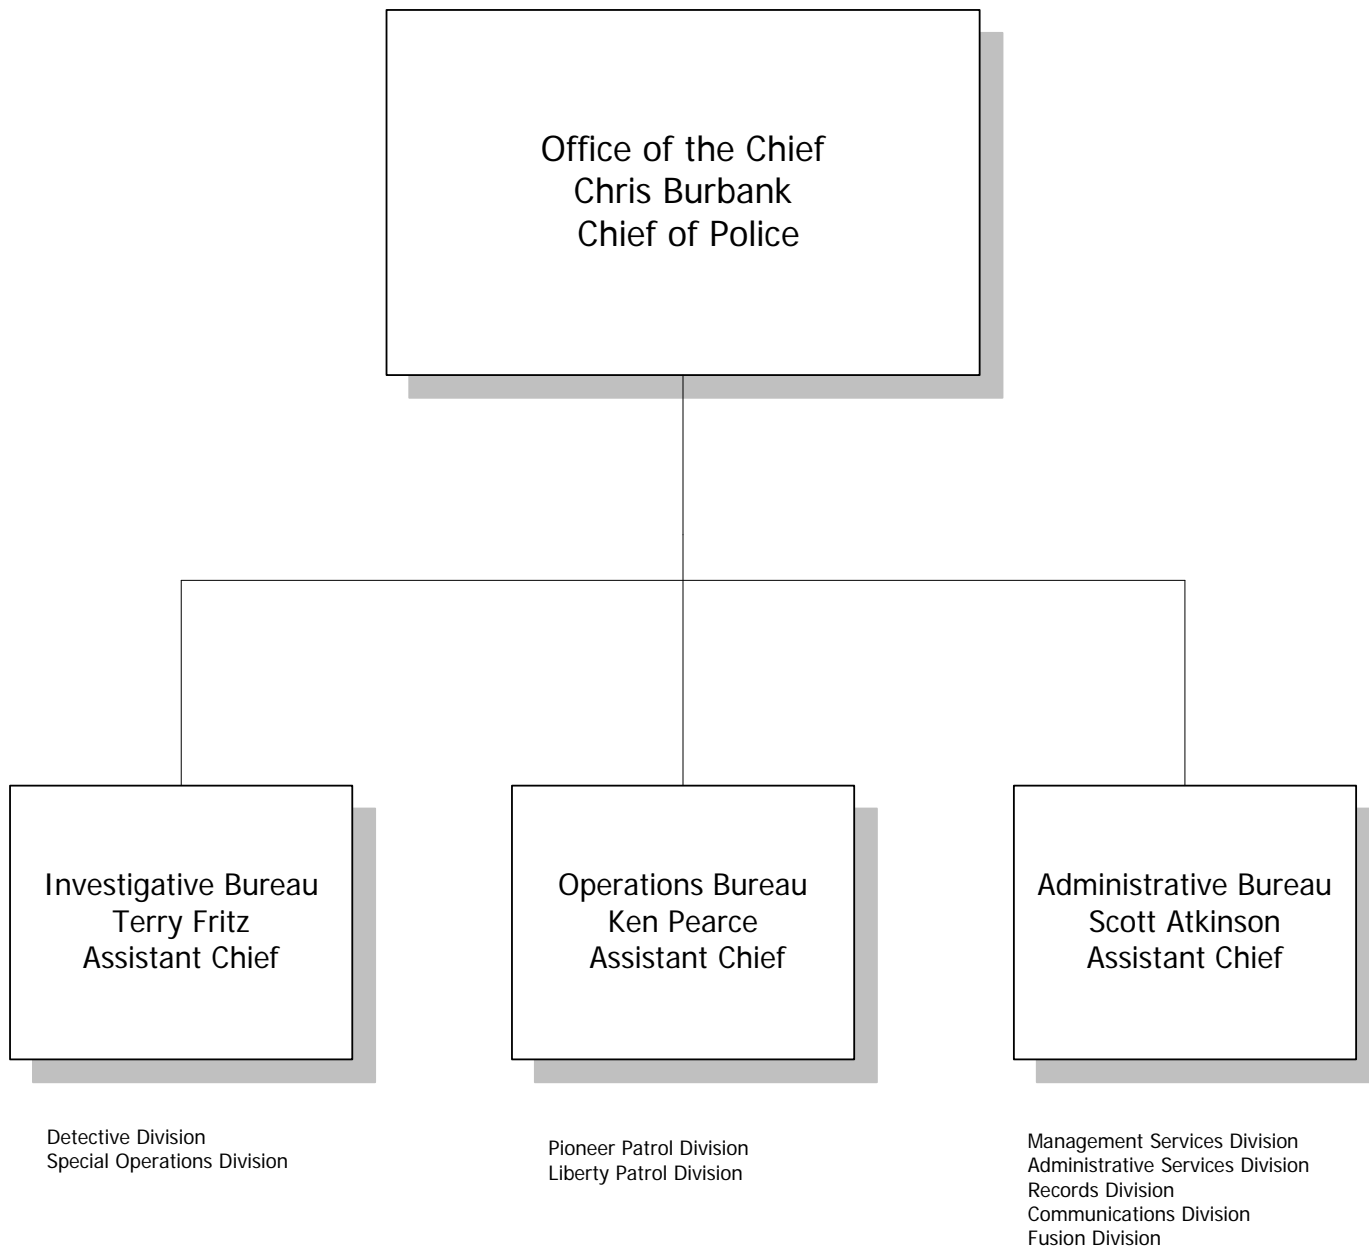 Office of the Chief
Chris Burbank
Chief of Police
Investigative Bureau
Terry Fritz
Assistant Chief
Operations Bureau
Ken Pearce
Assistant Chief
Administrative Bureau
Scott Atkinson
Assistant Chief
Detective Division
Special Operations Division
Pioneer Patrol Division
Liberty Patrol Division
Management Services Division
Administrative Services Division
Records Division
Communications Division
Fusion Division